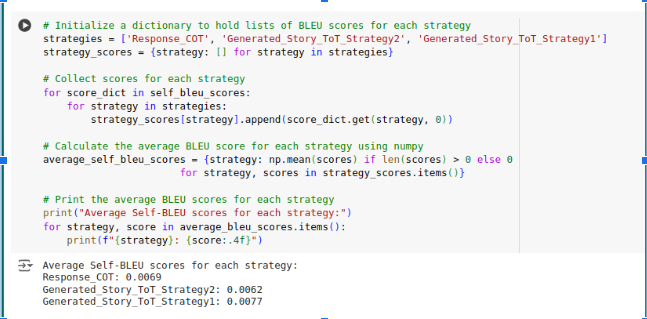 # Initialize a dictionary to hold lists of BLEU scores for each strategy
strategies = ['Response_COT', 'Generated_Story_ToT_Strategy2', 'Generated_Story_ToT_Strategy1']
strategy_scores = {strategy: [] for strategy in strategies}
# Collect scores for each strategy
for score_dict in self_bleu_scores:
    for strategy in strategies:
        strategy_scores[strategy].append(score_dict.get(strategy, 0))
# Calculate the average BLEU score for each strategy using numpy
average_self_bleu_scores = {strategy: np.mean(scores) if len(scores) > 0 else 0
                      for strategy, scores in strategy_scores.items()}
# Print the average BLEU scores for each strategy
print("Average Self-BLEU scores for each strategy:")
for strategy, score in average_bleu_scores.items():
    print(f"{strategy}: {score:.4f}")
Average Self-BLEU scores for each strategy:
Response_COT: 0.0069
Generated_Story_ToT_Strategy2: 0.0062
Generated_Story_ToT_Strategy1: 0.0077